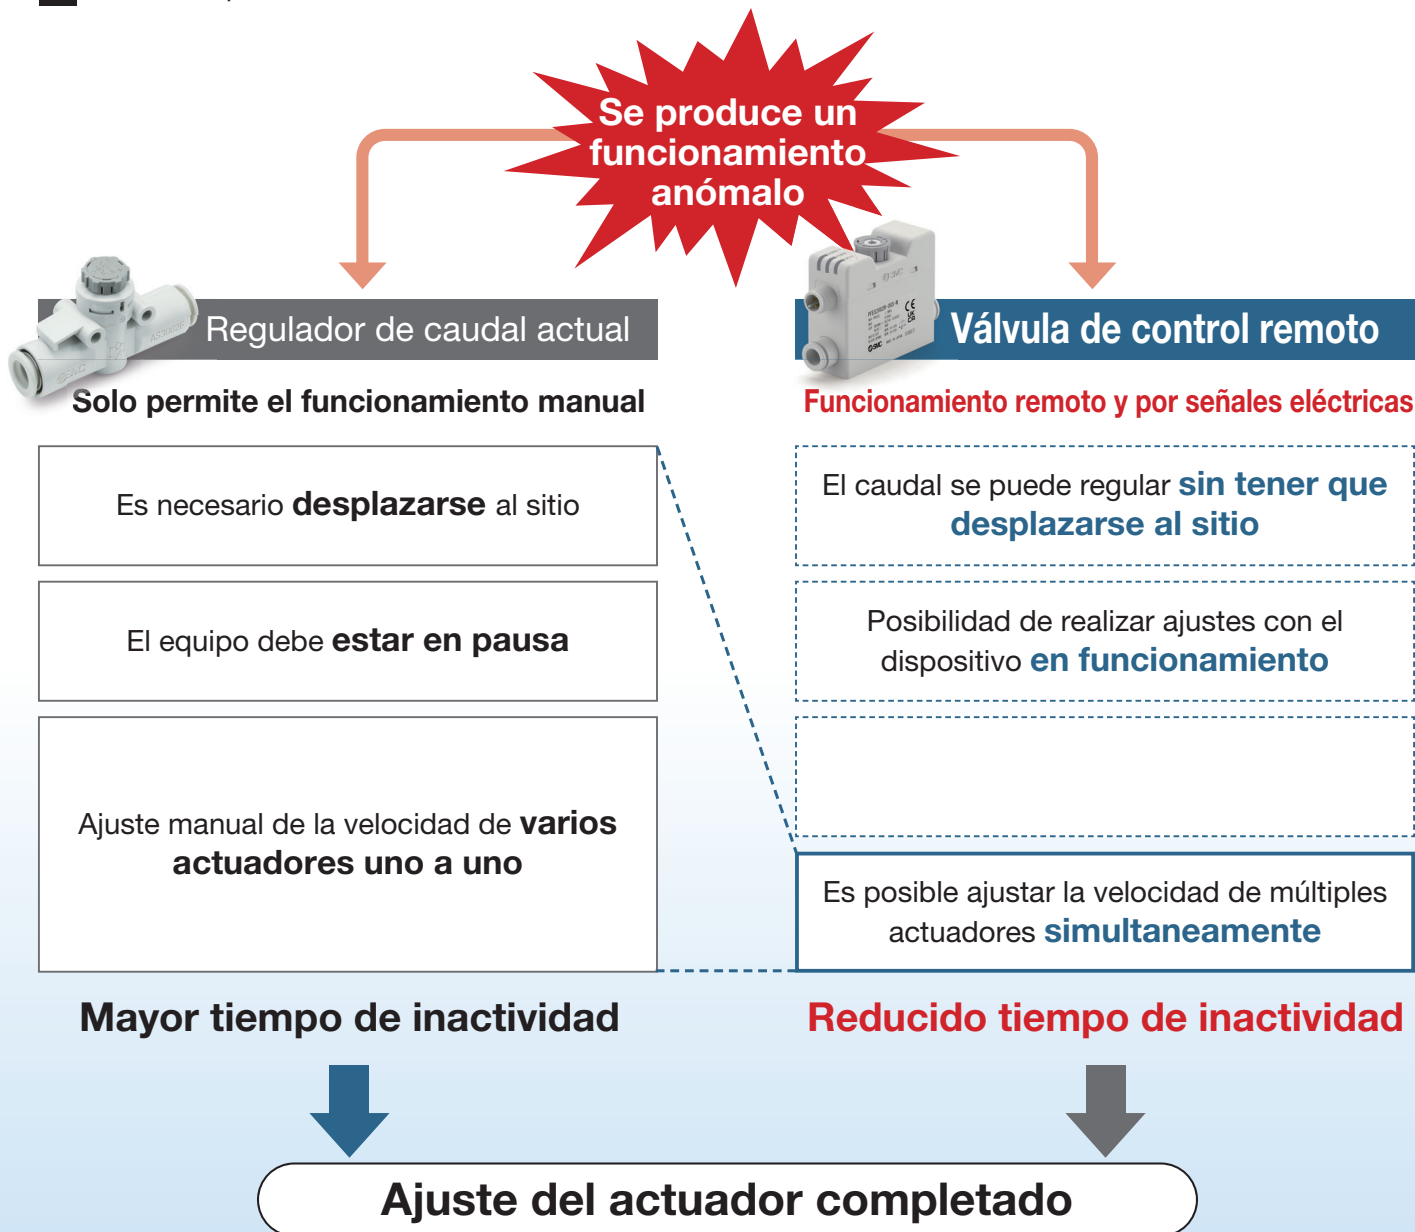 Se produce un
funcionamiento
anómalo
Regulador de caudal actual
Válvula de control remoto
Solo permite el funcionamiento manual
Funcionamiento remoto y por señales eléctricas
Es necesario desplazarse al sitio
El caudal se puede regular sin tener que
desplazarse al sitio
El equipo debe estar en pausa
Posibilidad de realizar ajustes con el
dispositivo en funcionamiento
Ajuste manual de la velocidad de varios
actuadores uno a uno
Es posible ajustar la velocidad de múltiples
actuadores simultaneamente
Mayor tiempo de inactividad
Reducido tiempo de inactividad
Ajuste del actuador completado